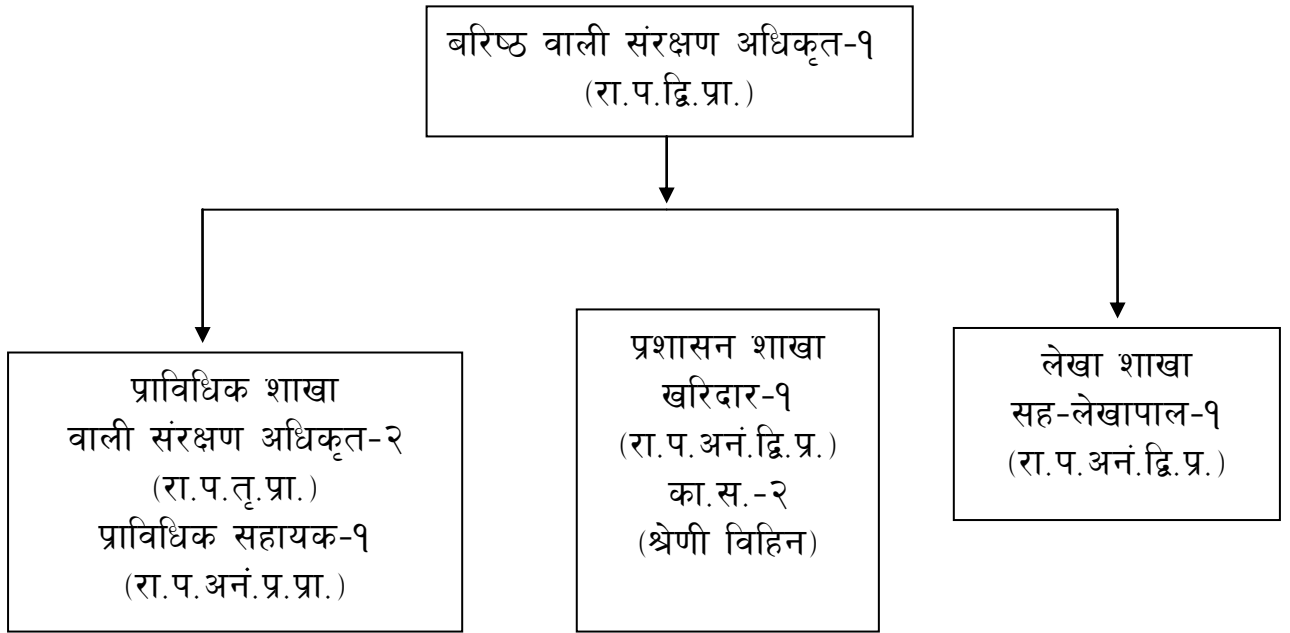 बरिष्ठ वाली संरक्षण अधिकृत-१
(रा.प.द्वि.प्रा.)
प्राविधिक शाखा
वाली संरक्षण अधिकृत-२
(रा.प.तृ.प्रा.)
प्राविधिक सहायक-१
(रा.प.अनं.प्र.प्रा.)
प्रशासन शाखा
खरिदार-१
(रा.प.अनं.द्वि.प्र.)
का.स.-२
(श्रेणी विहिन)
लेखा शाखा
सह-लेखापाल-१
(रा.प.अनं.द्वि.प्र.)